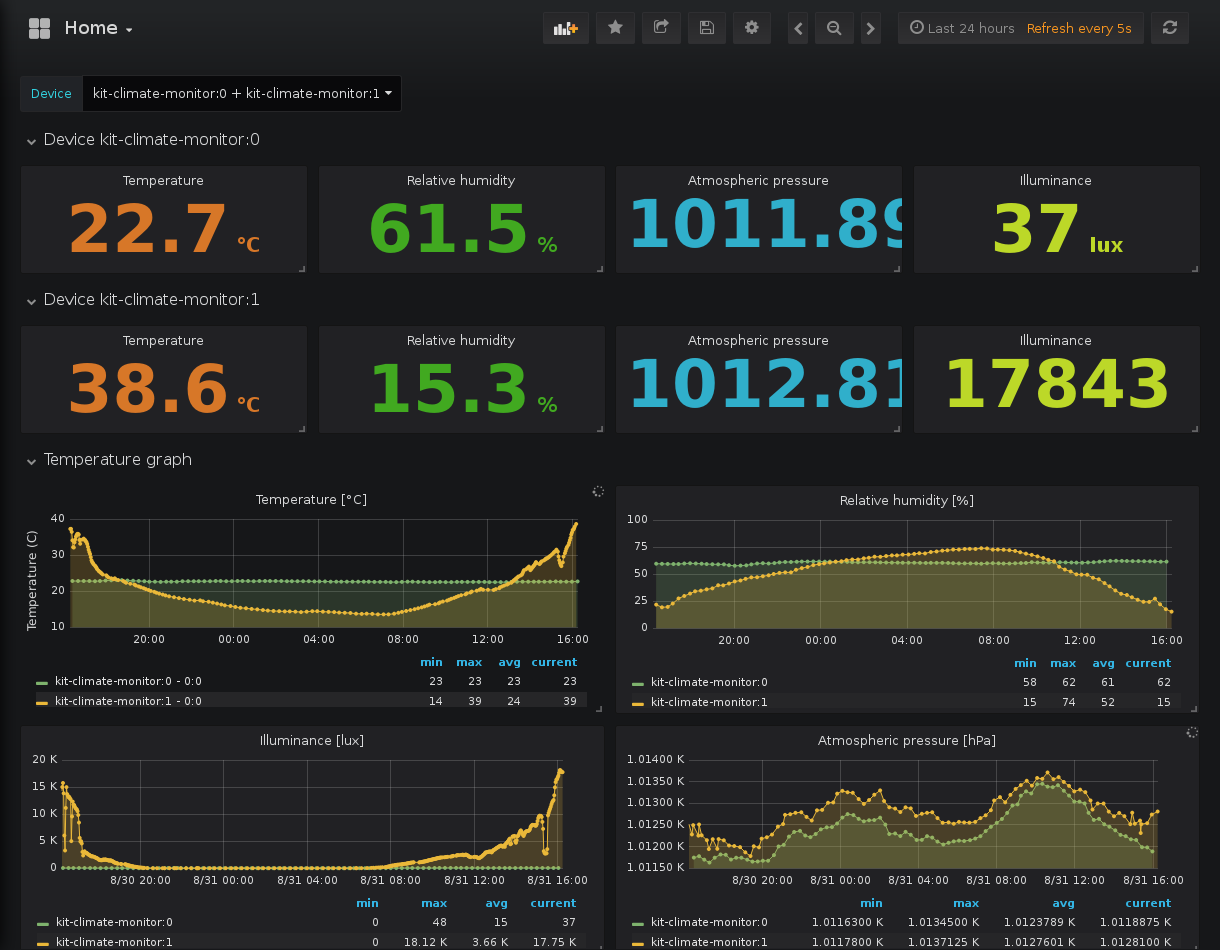 Home
Last 24 hours Refresh every 5s
Device kit-climate-monitor:0 + kit-climate-monitor:1
Device kit-climate-monitor:0
Temperature Relative humidity Atmospheric pressure Illuminance
22.7 °C 61.5 % 1011.89 37 lux
Device kit-climate-monitor:1
Temperature Relative humidity Atmospheric pressure Illuminance
38.6 °C 15.3 % 1012.81 17843
Temperature graph
Temperature [°C]
Temperature (C)
40
30
20
10
20:00 00:00 04:00 08:00 12:00 16:00
min max avg current
kit-climate-monitor:0 - 0:0 23 23 23 23
kit-climate-monitor:1 - 0:0 14 39 24 39
Relative humidity [%]
100
75
50
25
0
20:00 00:00 04:00 08:00 12:00 16:00
min max avg current
kit-climate-monitor:0 58 62 61 62
kit-climate-monitor:1 15 74 52 15
Illuminance [lux]
20 K
15 K
10 K
5 K
0
8/30 20:00 8/31 00:00 8/31 04:00 8/31 08:00 8/31 12:00 8/31 16:00
min max avg current
kit-climate-monitor:0 0 48 15 37
kit-climate-monitor:1 0 18.12 K 3.66 K 17.75 K
Atmospheric pressure [hPa]
1.01400 K
1.01350 K
1.01300 K
1.01250 K
1.01200 K
1.01150 K
8/30 20:00 8/31 00:00 8/31 04:00 8/31 08:00 8/31 12:00 8/31 16:00
min max avg current
kit-climate-monitor:0 1.0116300 K 1.0134500 K 1.0123789 K 1.0118875 K
kit-climate-monitor:1 1.0117800 K 1.0137125 K 1.0127601 K 1.0128100 K